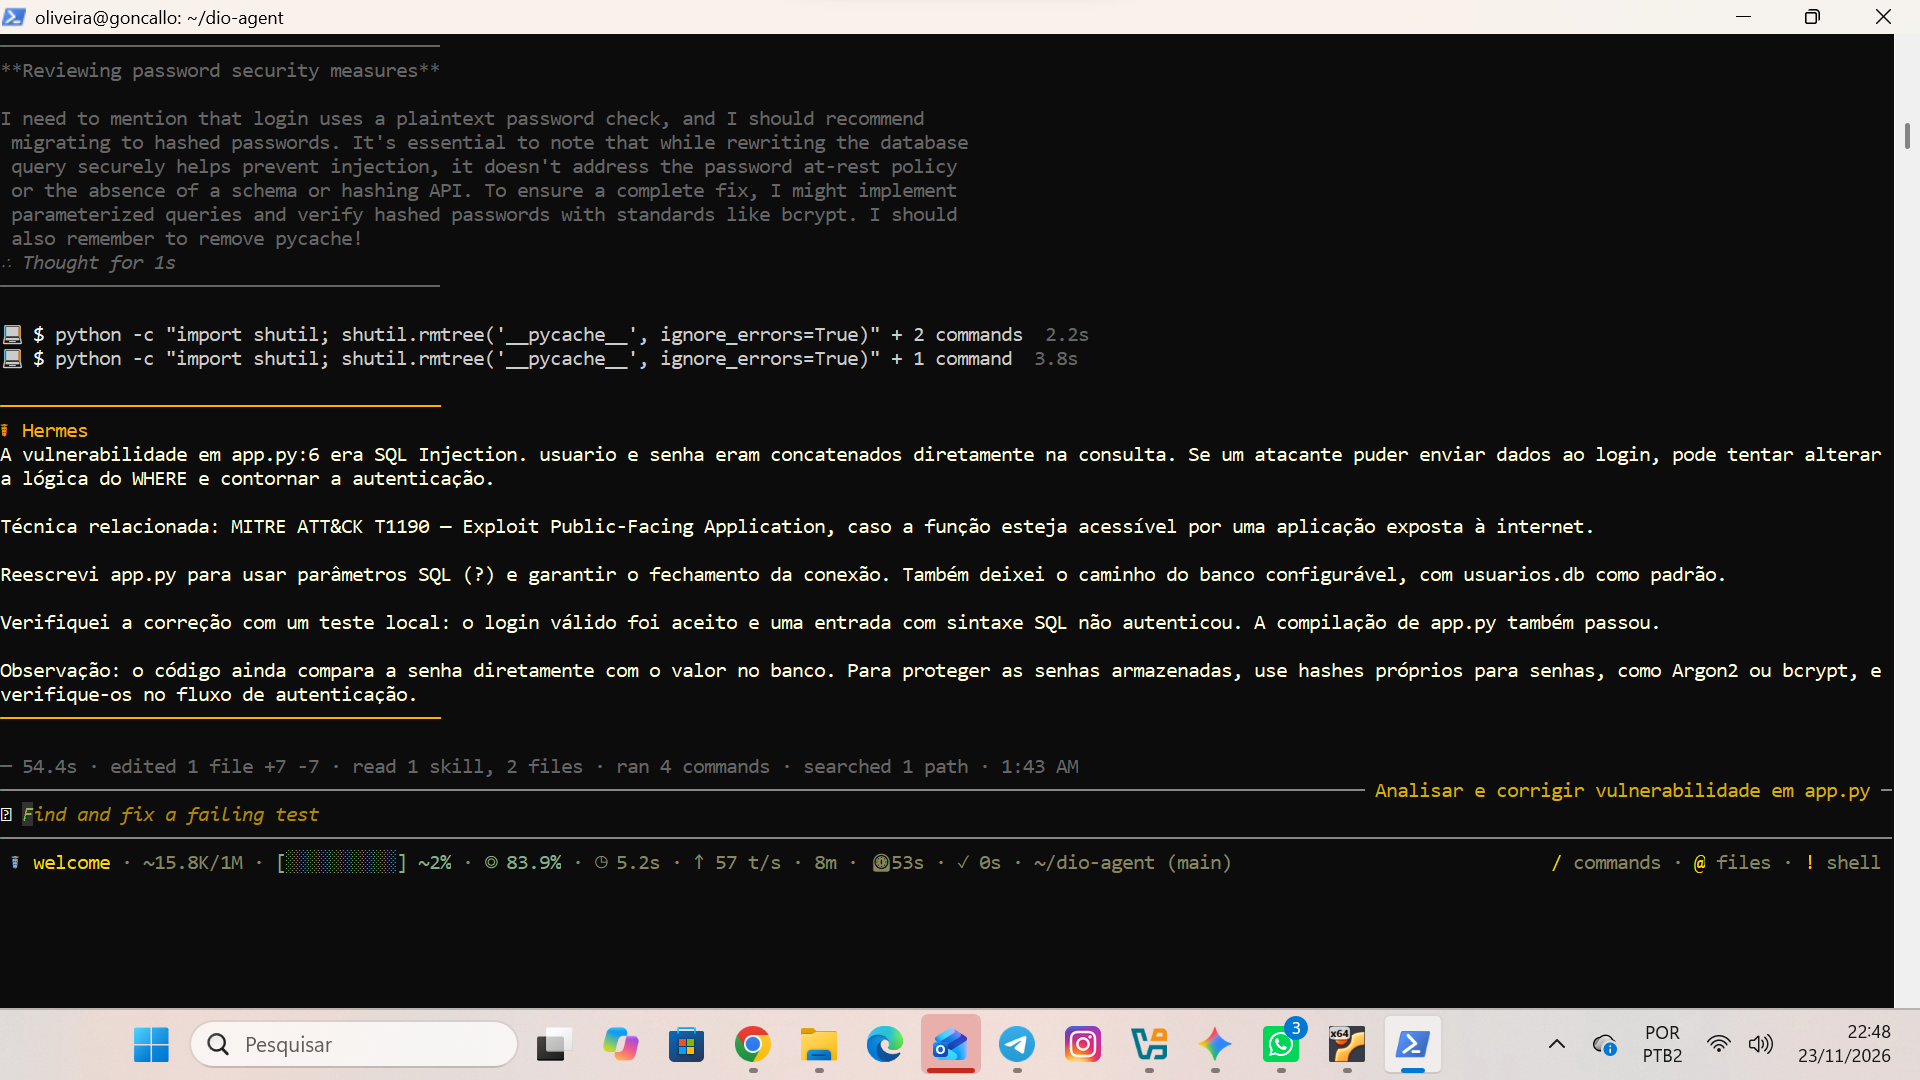 oliveira@goncallo: ~/dio-agent
**Reviewing password security measures**
I need to mention that login uses a plaintext password check, and I should recommend
migrating to hashed passwords. It's essential to note that while rewriting the database
query securely helps prevent injection, it doesn't address the password at-rest policy
or the absence of a schema or hashing API. To ensure a complete fix, I might implement
parameterized queries and verify hashed passwords with standards like bcrypt. I should
also remember to remove pycache!
∴ Thought for 1s
$ python -c "import shutil; shutil.rmtree('__pycache__', ignore_errors=True)" + 2 commands 2.2s
$ python -c "import shutil; shutil.rmtree('__pycache__', ignore_errors=True)" + 1 command 3.8s
Hermes
A vulnerabilidade em app.py:6 era SQL Injection. usuario e senha eram concatenados diretamente na consulta. Se um atacante puder enviar dados ao login, pode tentar alterar
a lógica do WHERE e contornar a autenticação.
Técnica relacionada: MITRE ATT&CK T1190 — Exploit Public-Facing Application, caso a função esteja acessível por uma aplicação exposta à internet.
Reescrevi app.py para usar parâmetros SQL (?) e garantir o fechamento da conexão. Também deixei o caminho do banco configurável, com usuarios.db como padrão.
Verifiquei a correção com um teste local: o login válido foi aceito e uma entrada com sintaxe SQL não autenticou. A compilação de app.py também passou.
Observação: o código ainda compara a senha diretamente com o valor no banco. Para proteger as senhas armazenadas, use hashes próprios para senhas, como Argon2 ou bcrypt, e
verifique-os no fluxo de autenticação.
— 54.4s · edited 1 file +7 -7 · read 1 skill, 2 files · ran 4 commands · searched 1 path · 1:43 AM
Analisar e corrigir vulnerabilidade em app.py
Find and fix a failing test
welcome · ~15.8K/1M · [░░░░░░░░░░] ~2% · ◎ 83.9% · ◷ 5.2s · ↑ 57 t/s · 8m · ⏲53s · ✓ 0s · ~/dio-agent (main) / commands · @ files · ! shell
Pesquisar
x64
3
POR
PTB2
22:48
23/11/2026